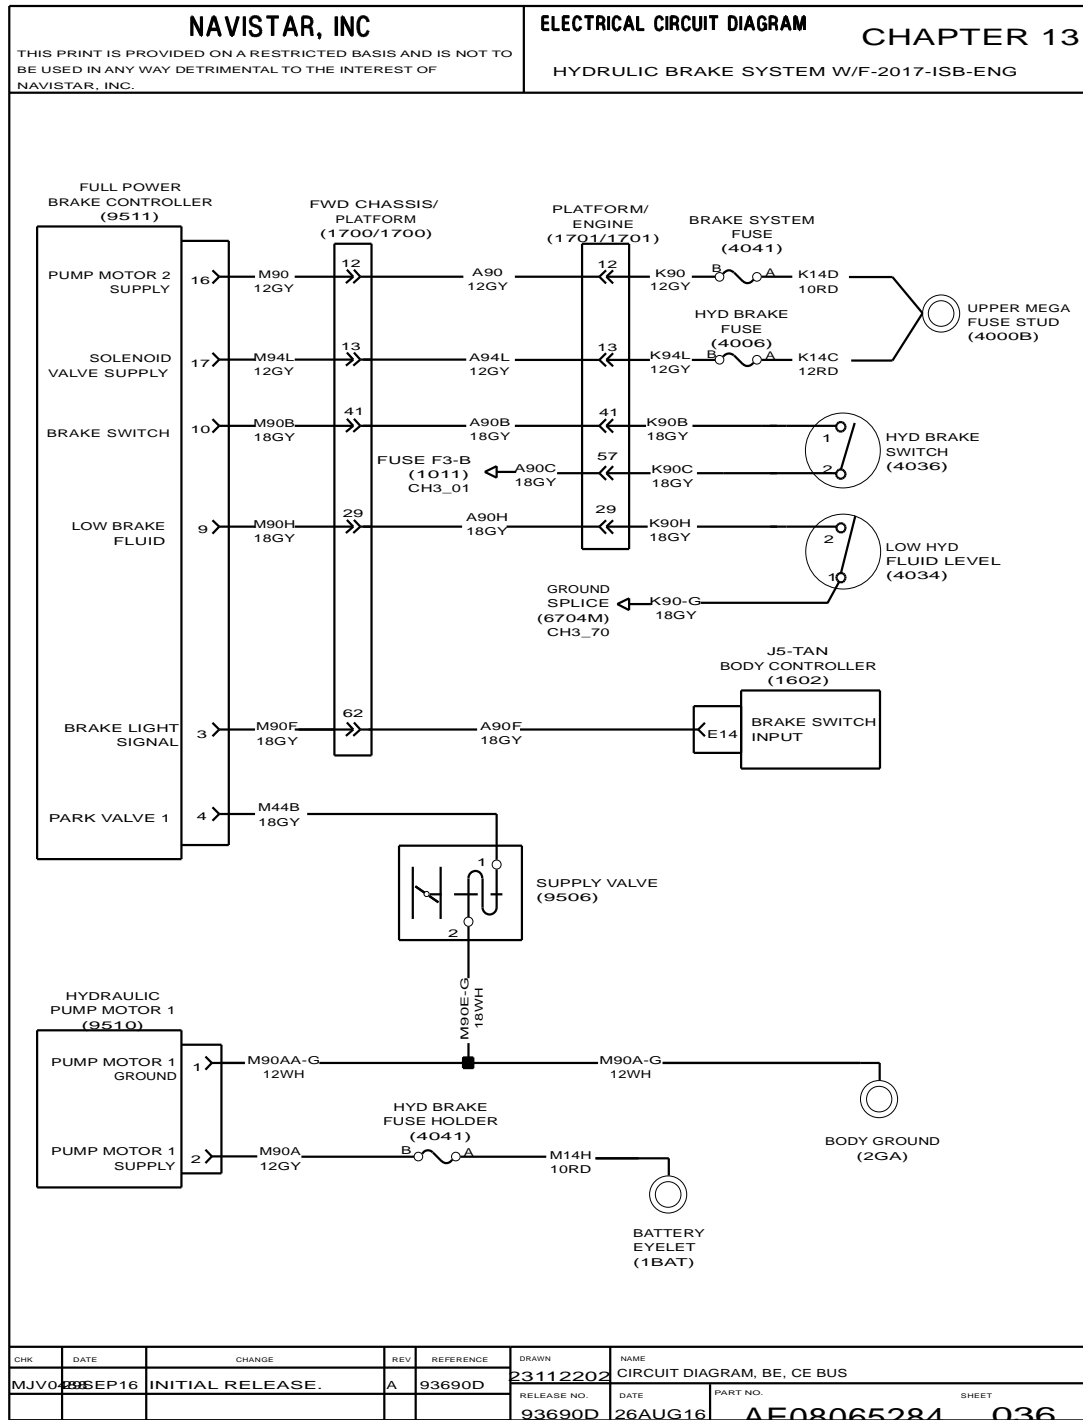 NAVISTAR, INC
THIS PRINT IS PROVIDED ON A RESTRICTED BASIS AND IS NOT TO
BE USED IN ANY WAY DETRIMENTAL TO THE INTEREST OF
NAVISTAR, INC.
ELECTRICAL CIRCUIT DIAGRAM
CHAPTER 13
HYDRULIC BRAKE SYSTEM W/F-2017-ISB-ENG
FULL POWER
BRAKE CONTROLLER
(9511)
FWD CHASSIS/
PLATFORM
(1700/1700)
PLATFORM/
ENGINE
(1701/1701)
BRAKE SYSTEM
FUSE
(4041)
PUMP MOTOR 2
SUPPLY
16
M90
12GY
12
A90
12GY
12
K90
12GY
B
A
K14D
10RD
UPPER MEGA
FUSE STUD
(4000B)
HYD BRAKE
FUSE
(4006)
SOLENOID
VALVE SUPPLY
17
M94L
12GY
13
A94L
12GY
13
K94L
12GY
B
A
K14C
12RD
BRAKE SWITCH
10
M90B
18GY
41
A90B
18GY
41
K90B
18GY
1
2
HYD BRAKE
SWITCH
(4036)
FUSE F3-B
(1011)
CH3_01
A90C
18GY
57
K90C
18GY
LOW BRAKE
FLUID
9
M90H
18GY
29
A90H
18GY
29
K90H
18GY
2
1
LOW HYD
FLUID LEVEL
(4034)
GROUND
SPLICE
(6704M)
CH3_70
K90-G
18GY
J5-TAN
BODY CONTROLLER
(1602)
BRAKE LIGHT
SIGNAL
3
M90F
18GY
62
A90F
18GY
E14
BRAKE SWITCH
INPUT
PARK VALVE 1
4
M44B
18GY
1
2
SUPPLY VALVE
(9506)
M90E-G
18WH
HYDRAULIC
PUMP MOTOR 1
(9510)
PUMP MOTOR 1
GROUND
1
M90AA-G
12WH
M90A-G
12WH
BODY GROUND
(2GA)
HYD BRAKE
FUSE HOLDER
(4041)
PUMP MOTOR 1
SUPPLY
2
M90A
12GY
B
A
M14H
10RD
BATTERY
EYELET
(1BAT)
CHK DATE CHANGE REV REFERENCE
INITIAL RELEASE. A 93690D
DRAWN
23112202
NAME
CIRCUIT DIAGRAM, BE, CE BUS
RELEASE NO.
93690D
DATE
26AUG16
PART NO.
AE08065284
SHEET
036